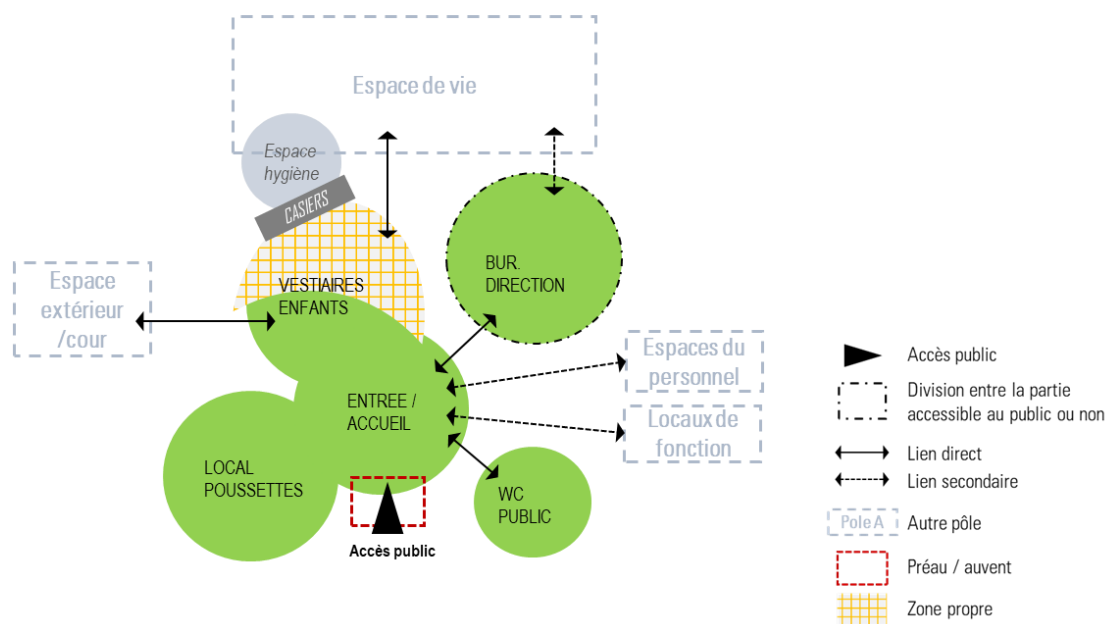 Espace de vie
Espace
hygiène
CASIERS
BUR.
DIRECTION
VESTIAIRES
ENFANTS
Espace
extérieur
/cour
Espaces du
personnel
ENTREE /
ACCUEIL
Locaux de
fonction
LOCAL
POUSSETTES
WC
PUBLIC
Accès public
Accès public
Division entre la partie
accessible au public ou non
Lien direct
Lien secondaire
Pole A
Autre pôle
Préau / auvent
Zone propre